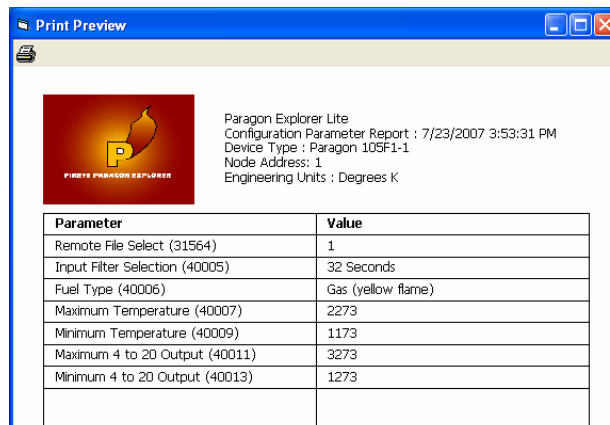 Print Preview
P
FIREYE PARAGON EXPLORER
Paragon Explorer Lite
Configuration Parameter Report : 7/23/2007 3:53:31 PM
Device Type : Paragon 105F1-1
Node Address: 1
Engineering Units : Degrees K
Parameter Value
Remote File Select (31564) 1
Input Filter Selection (40005) 32 Seconds
Fuel Type (40006) Gas (yellow flame)
Maximum Temperature (40007) 2273
Minimum Temperature (40009) 1173
Maximum 4 to 20 Output (40011) 3273
Minimum 4 to 20 Output (40013) 1273